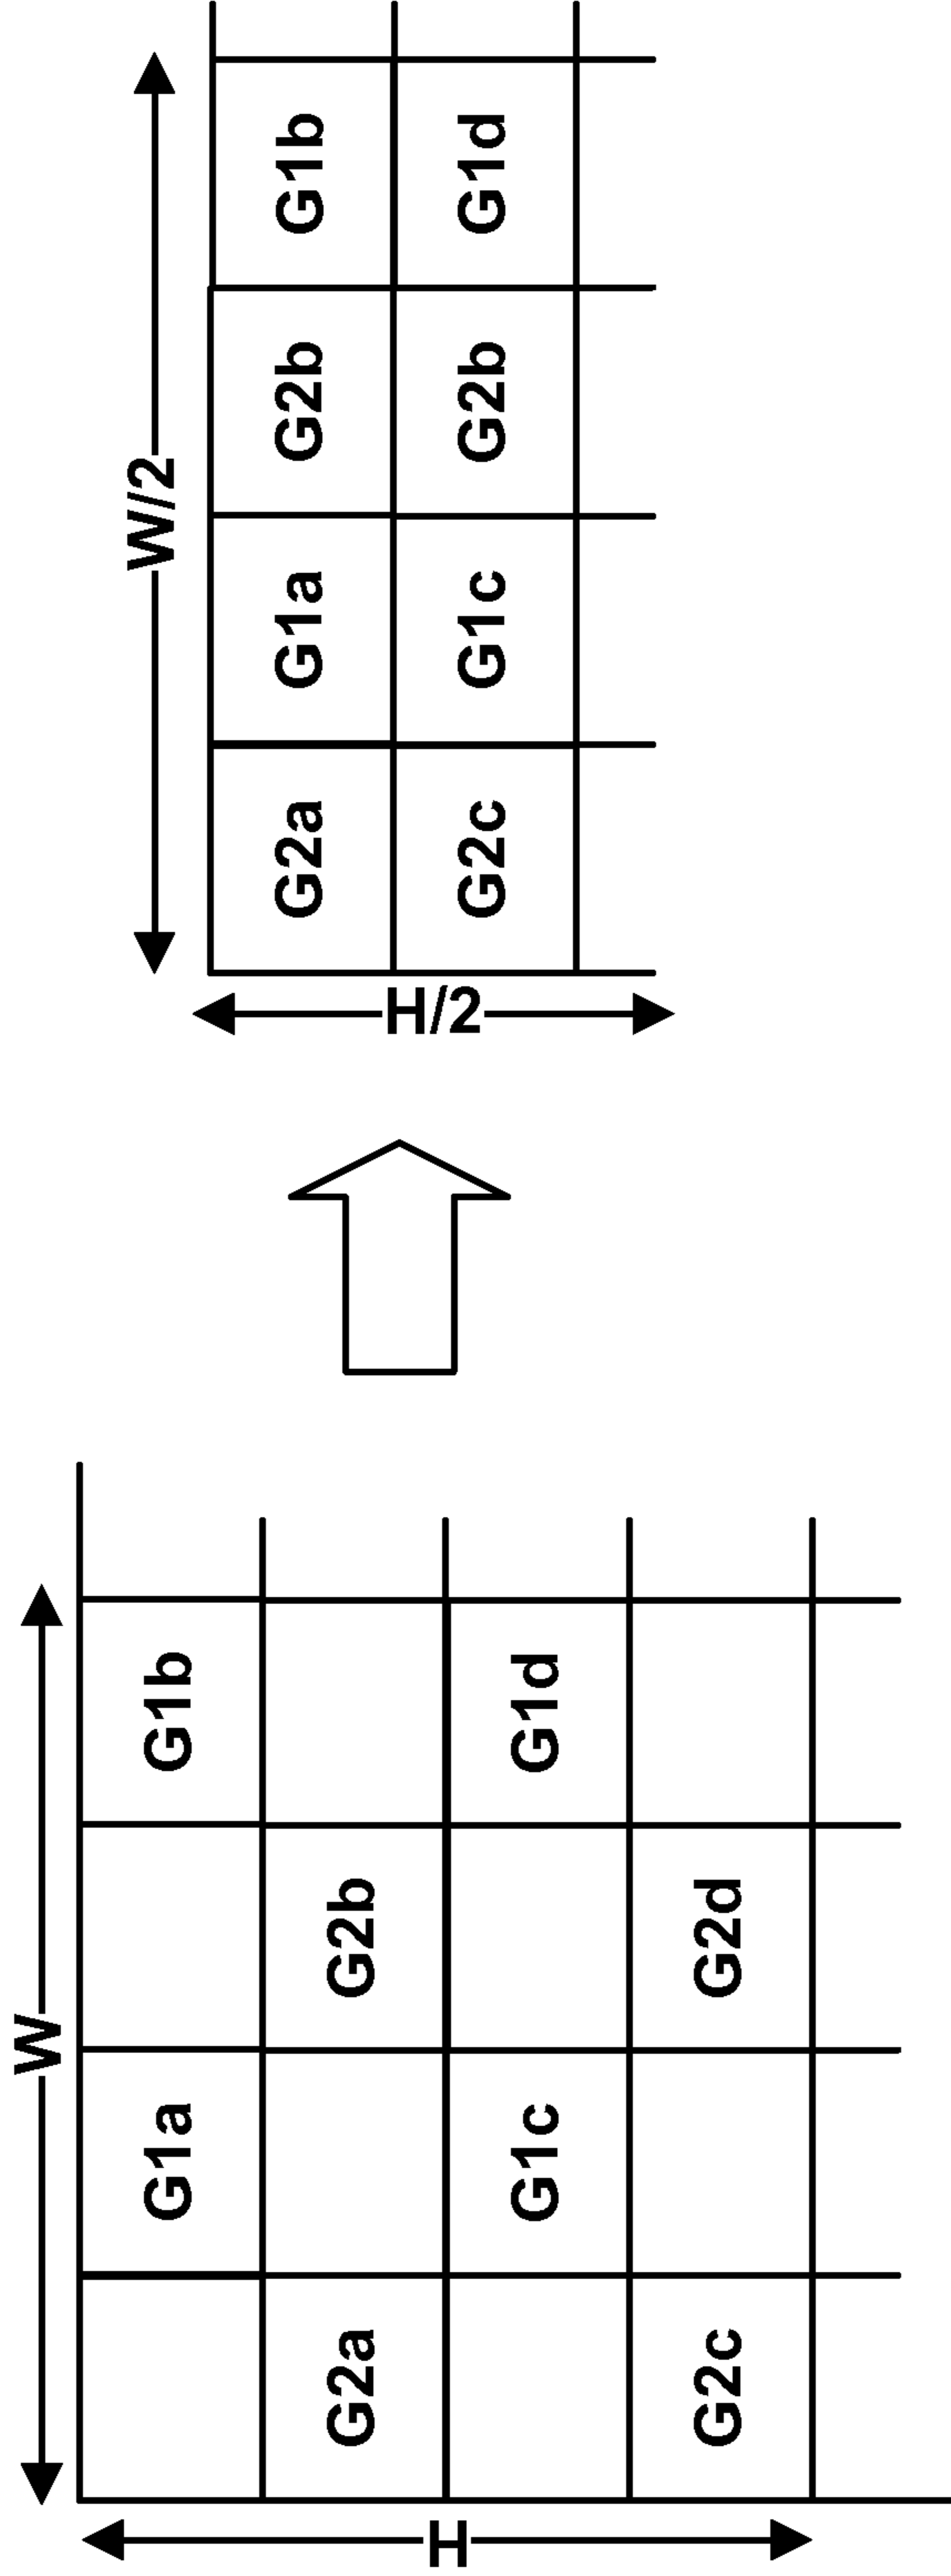 W
G1a G1b
G2a G2b
H
G1c G1d
G2c G2d
W/2
G2a G1a G2b G1b
H/2
G2c G1c G2b G1d